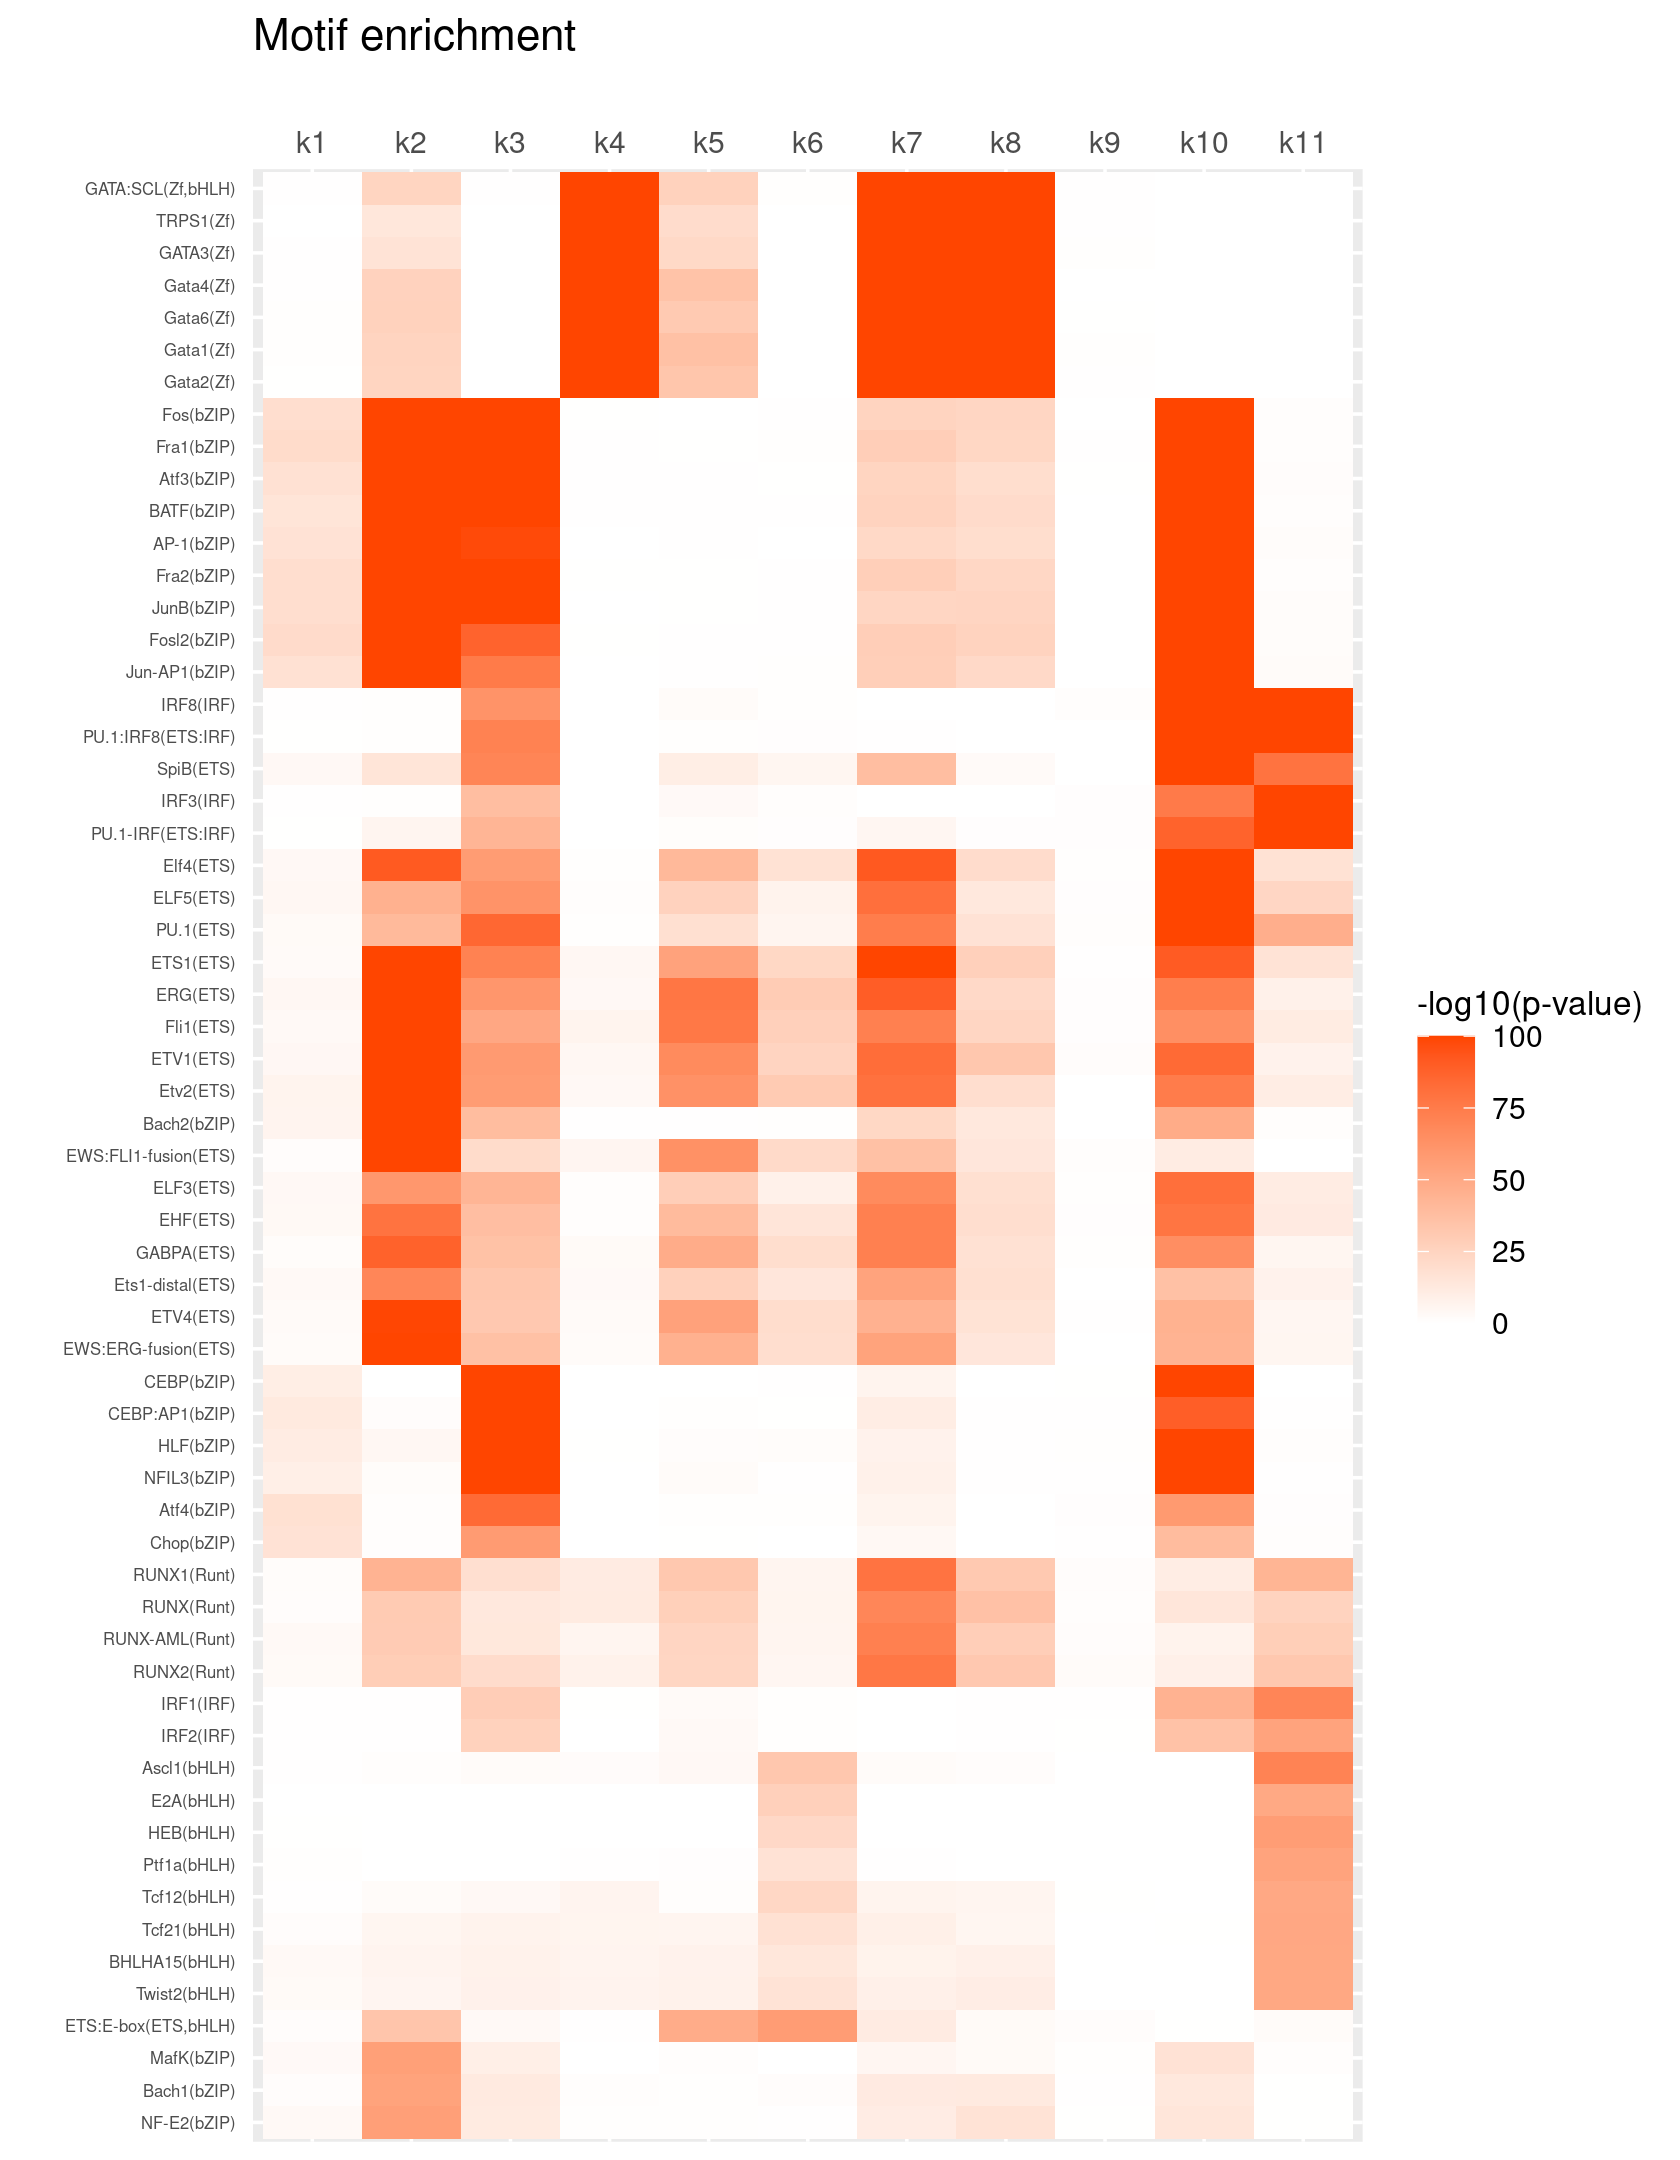 Motif enrichment
k1 k2 k3 k4 k5 k6 k7 k8 k9 k10 k11
GATA:SCL(Zf,bHLH)
TRPS1(Zf)
GATA3(Zf)
Gata4(Zf)
Gata6(Zf)
Gata1(Zf)
Gata2(Zf)
Fos(bZIP)
Fra1(bZIP)
Atf3(bZIP)
BATF(bZIP)
AP-1(bZIP)
Fra2(bZIP)
JunB(bZIP)
Fosl2(bZIP)
Jun-AP1(bZIP)
IRF8(IRF)
PU.1:IRF8(ETS:IRF)
SpiB(ETS)
IRF3(IRF)
PU.1-IRF(ETS:IRF)
Elf4(ETS)
ELF5(ETS)
PU.1(ETS)
ETS1(ETS)
ERG(ETS)
Fli1(ETS)
ETV1(ETS)
Etv2(ETS)
Bach2(bZIP)
EWS:FLI1-fusion(ETS)
ELF3(ETS)
EHF(ETS)
GABPA(ETS)
Ets1-distal(ETS)
ETV4(ETS)
EWS:ERG-fusion(ETS)
CEBP(bZIP)
CEBP:AP1(bZIP)
HLF(bZIP)
NFIL3(bZIP)
Atf4(bZIP)
Chop(bZIP)
RUNX1(Runt)
RUNX(Runt)
RUNX-AML(Runt)
RUNX2(Runt)
IRF1(IRF)
IRF2(IRF)
Ascl1(bHLH)
E2A(bHLH)
HEB(bHLH)
Ptf1a(bHLH)
Tcf12(bHLH)
Tcf21(bHLH)
BHLHA15(bHLH)
Twist2(bHLH)
ETS:E-box(ETS,bHLH)
MafK(bZIP)
Bach1(bZIP)
NF-E2(bZIP)
-log10(p-value)
100
75
50
25
0